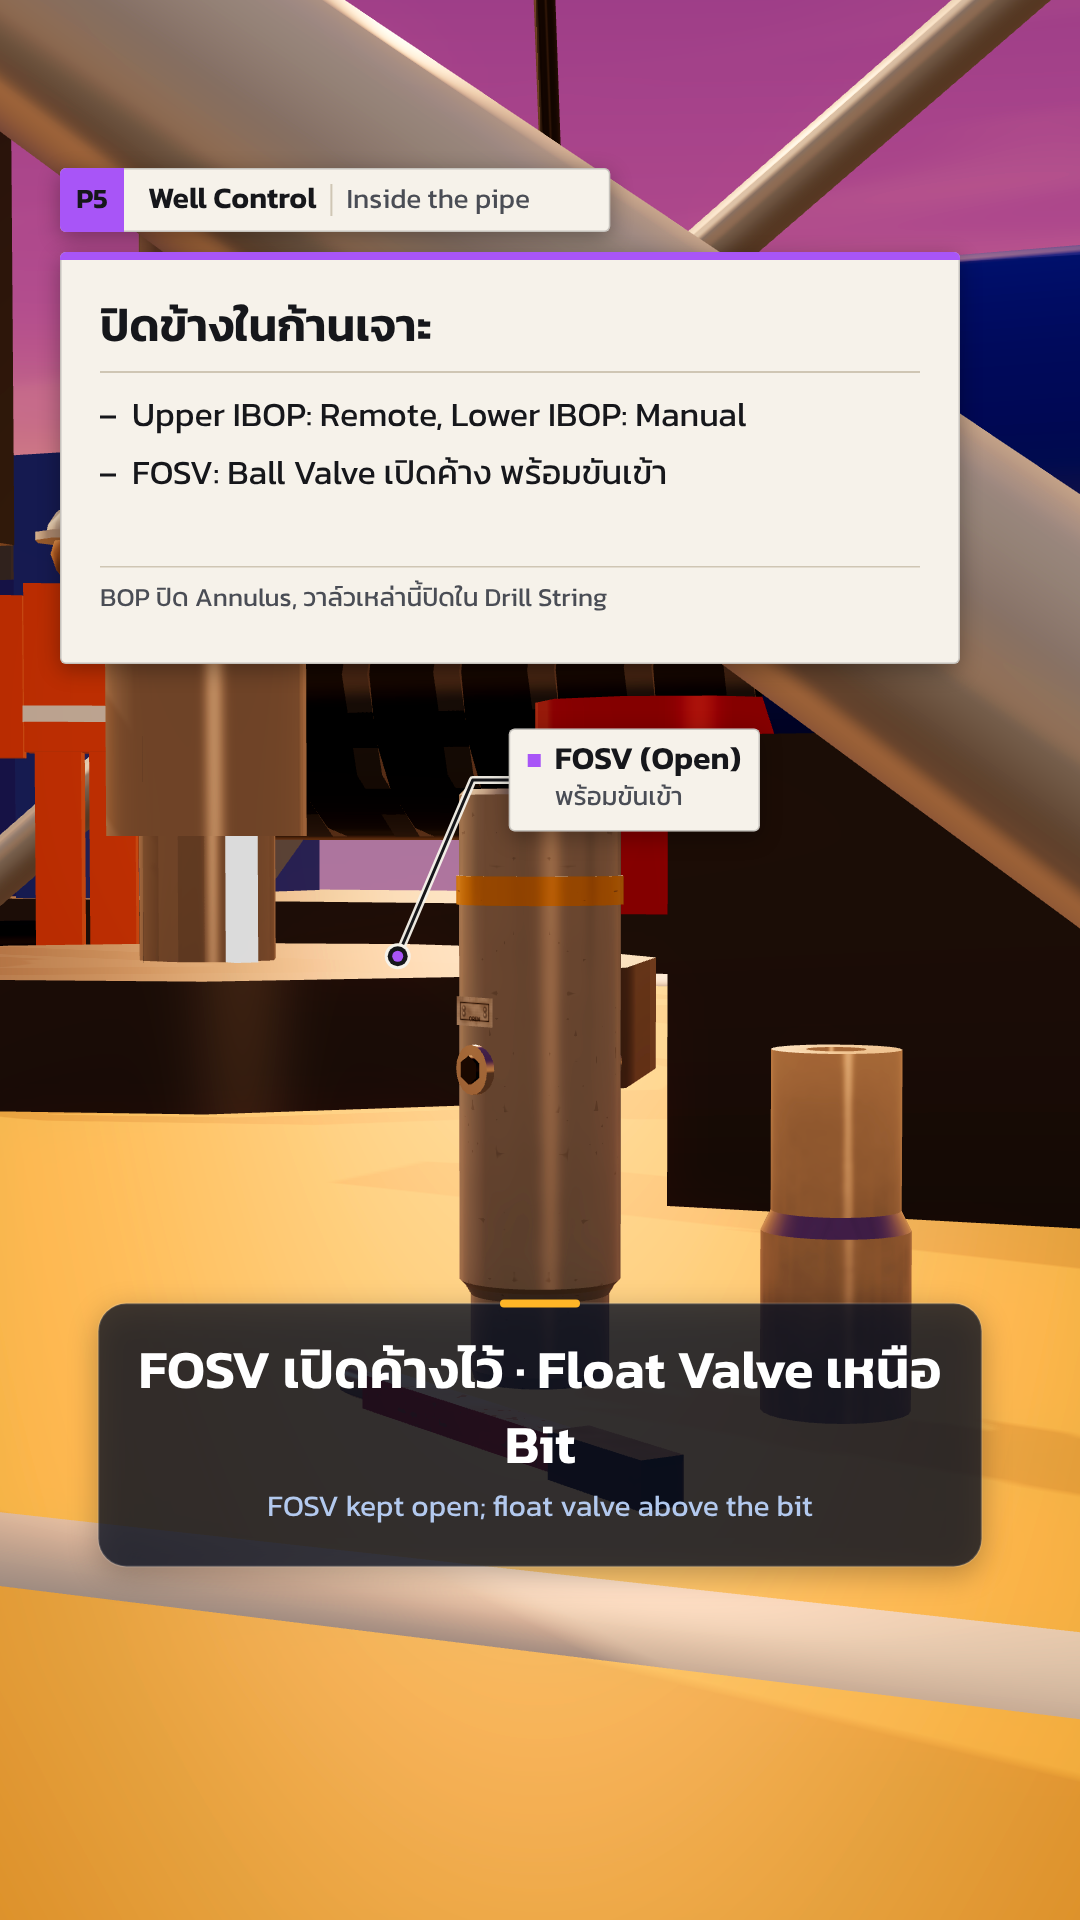 P5 Well Control | Inside the pipe
ปิดข้างในก้านเจาะ
– Upper IBOP: Remote, Lower IBOP: Manual
– FOSV: Ball Valve เปิดค้าง พร้อมขันเข้า
BOP ปิด Annulus, วาล์วเหล่านี้ปิดใน Drill String
FOSV (Open)
พร้อมขันเข้า
FOSV เปิดค้างไว้ · Float Valve เหนือ
Bit
FOSV kept open; float valve above the bit